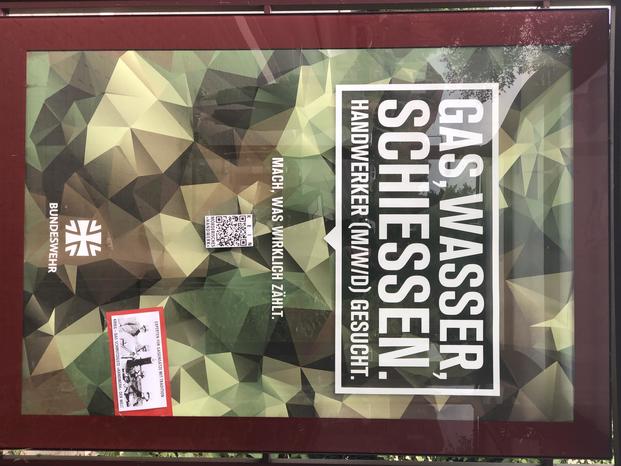 GAS, WASSER,
SCHIESSEN.
HANDWERKER (M/W/D) GESUCHT.
MACH, WAS WIRKLICH ZÄHLT.
BUNDESWEHR